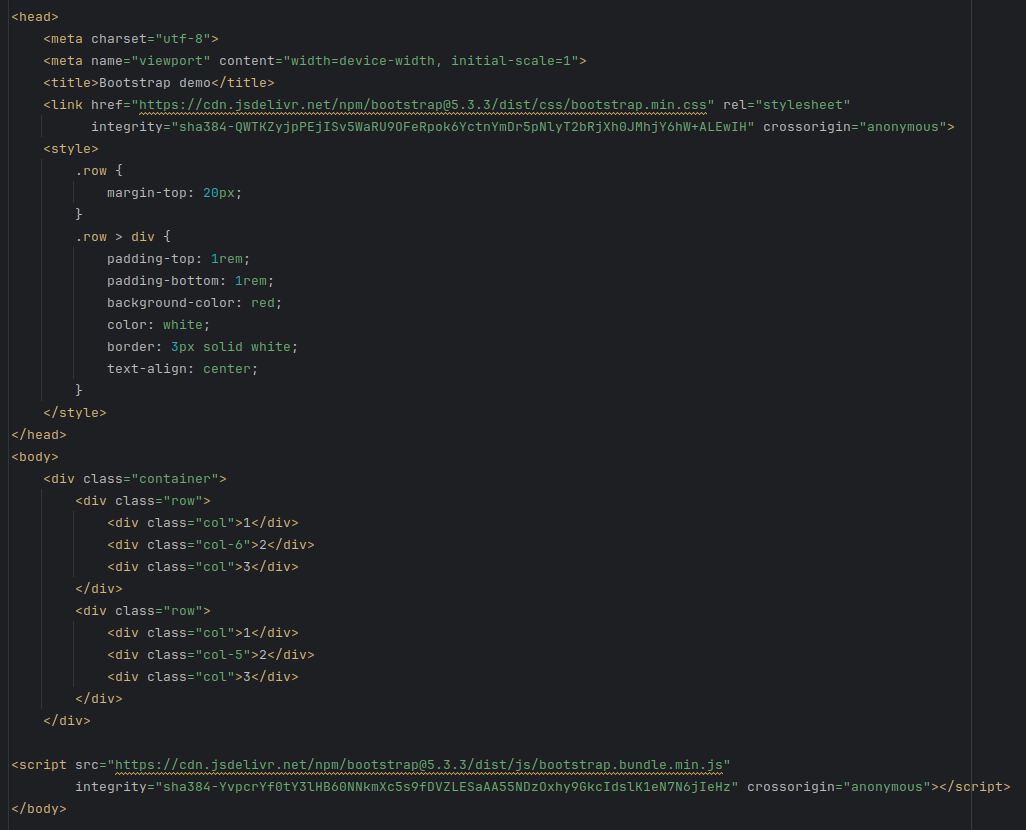 <head>
<meta charset="utf-8">
<meta name="viewport" content="width=device-width, initial-scale=1">
<title>Bootstrap demo</title>
<link href="https://cdn.jsdelivr.net/npm/bootstrap@5.3.3/dist/css/bootstrap.min.css" rel="stylesheet"
integrity="sha384-QWTKZyjpPEjISv5WaRU9OFeRpok6YctnYmDr5pNlyT2bRjXh0JMhjY6hW+ALEwIH" crossorigin="anonymous">
<style>
.row {
margin-top: 20px;
}
.row > div {
padding-top: 1rem;
padding-bottom: 1rem;
background-color: red;
color: white;
border: 3px solid white;
text-align: center;
}
</style>
</head>
<body>
<div class="container">
<div class="row">
<div class="col">1</div>
<div class="col-6">2</div>
<div class="col">3</div>
</div>
<div class="row">
<div class="col">1</div>
<div class="col-5">2</div>
<div class="col">3</div>
</div>
</div>
<script src="https://cdn.jsdelivr.net/npm/bootstrap@5.3.3/dist/js/bootstrap.bundle.min.js"
integrity="sha384-YvpcrYf0tY3lHB60NNkmXc5s9fDVZLESaAA55NDzOxhy9GkcIdslK1eN7N6jIeHz" crossorigin="anonymous"></script>
</body>